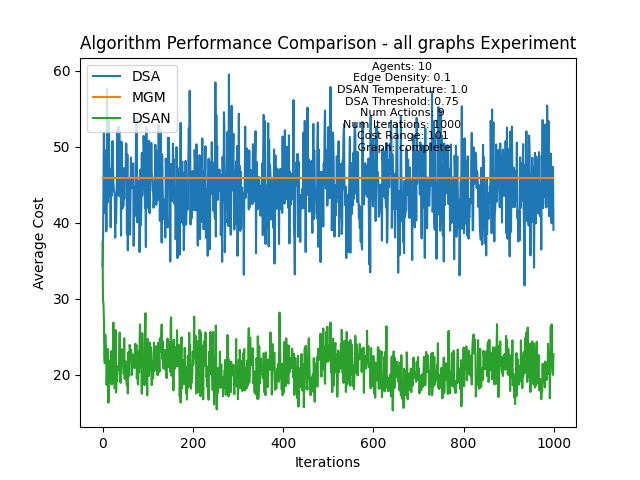 Algorithm Performance Comparison - all graphs Experiment
DSA
MGM
DSAN
Agents: 10
Edge Density: 0.1
DSAN Temperature: 1.0
DSA Threshold: 0.75
Num Actions: 9
Num Iterations: 1000
Cost Range: 101
Graph: complete
Average Cost
60
50
40
30
20
0
200
400
600
800
1000
Iterations